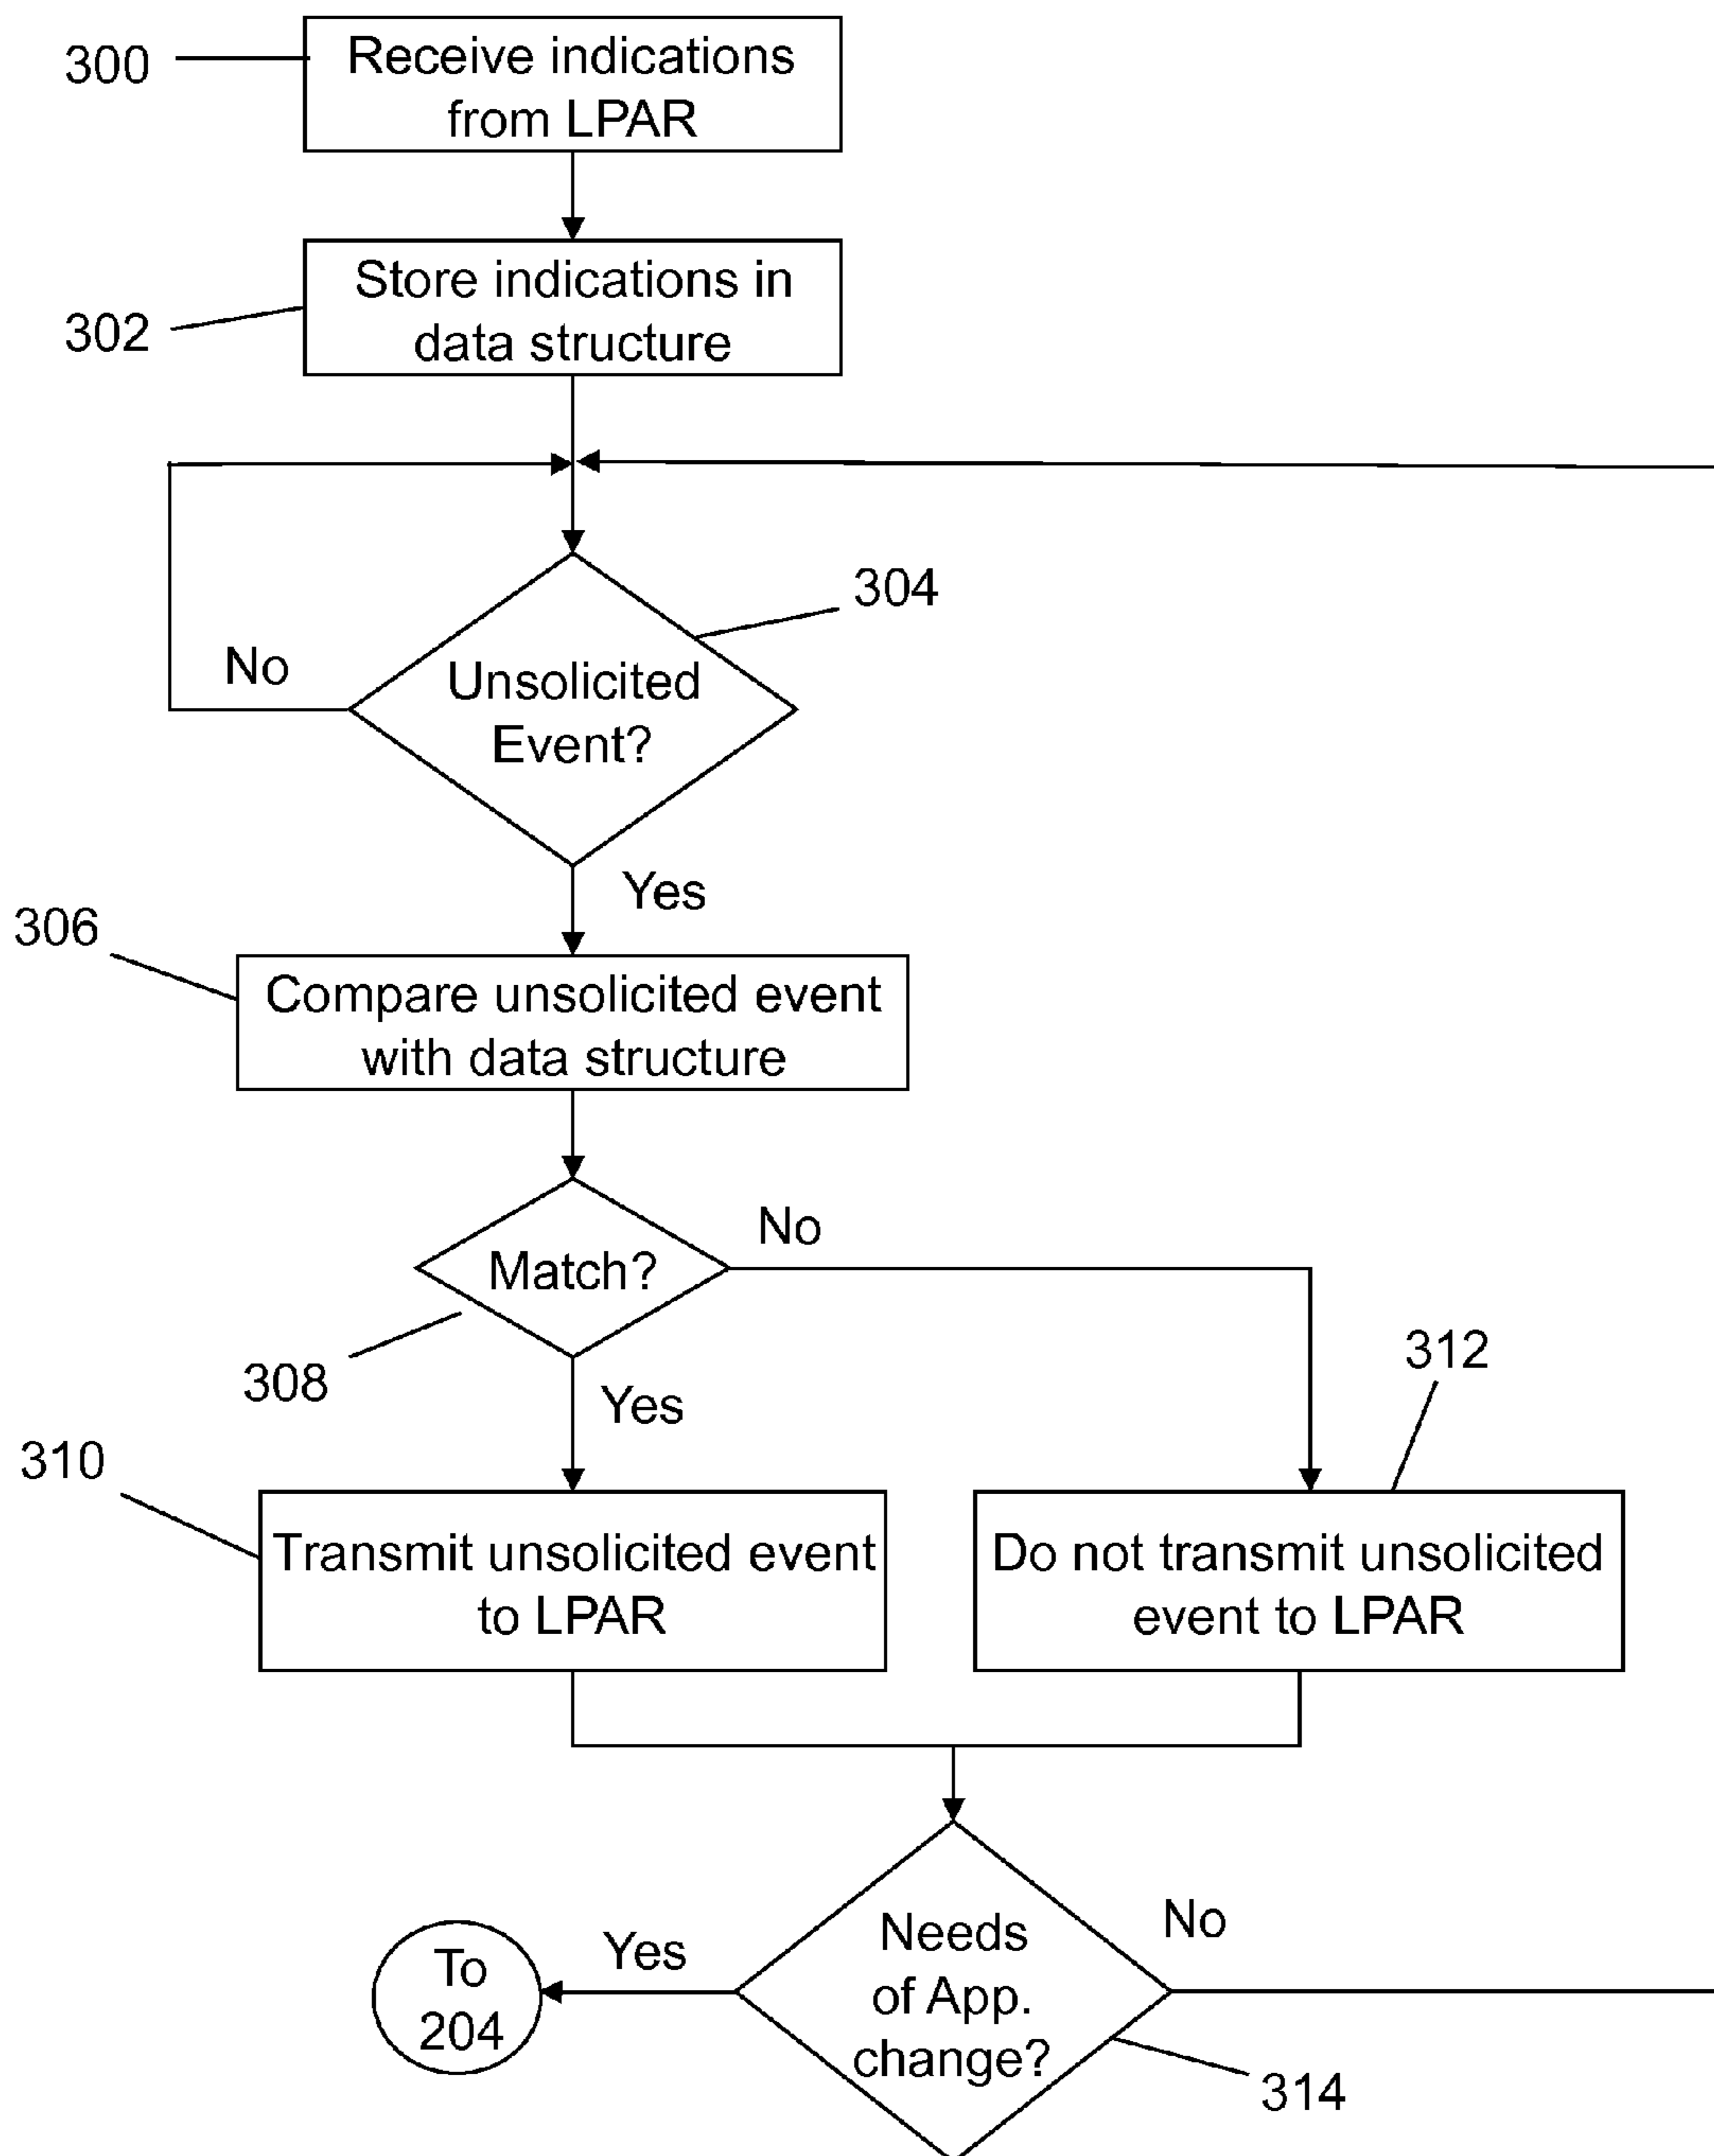 300
Receive indications
from LPAR
302
Store indications in
data structure
304
No
Unsolicited
Event?
Yes
306
Compare unsolicited event
with data structure
No
Match?
308
Yes
312
310
Transmit unsolicited event
to LPAR
Do not transmit unsolicited
event to LPAR
No
Needs
of App.
change?
Yes
To
204
314